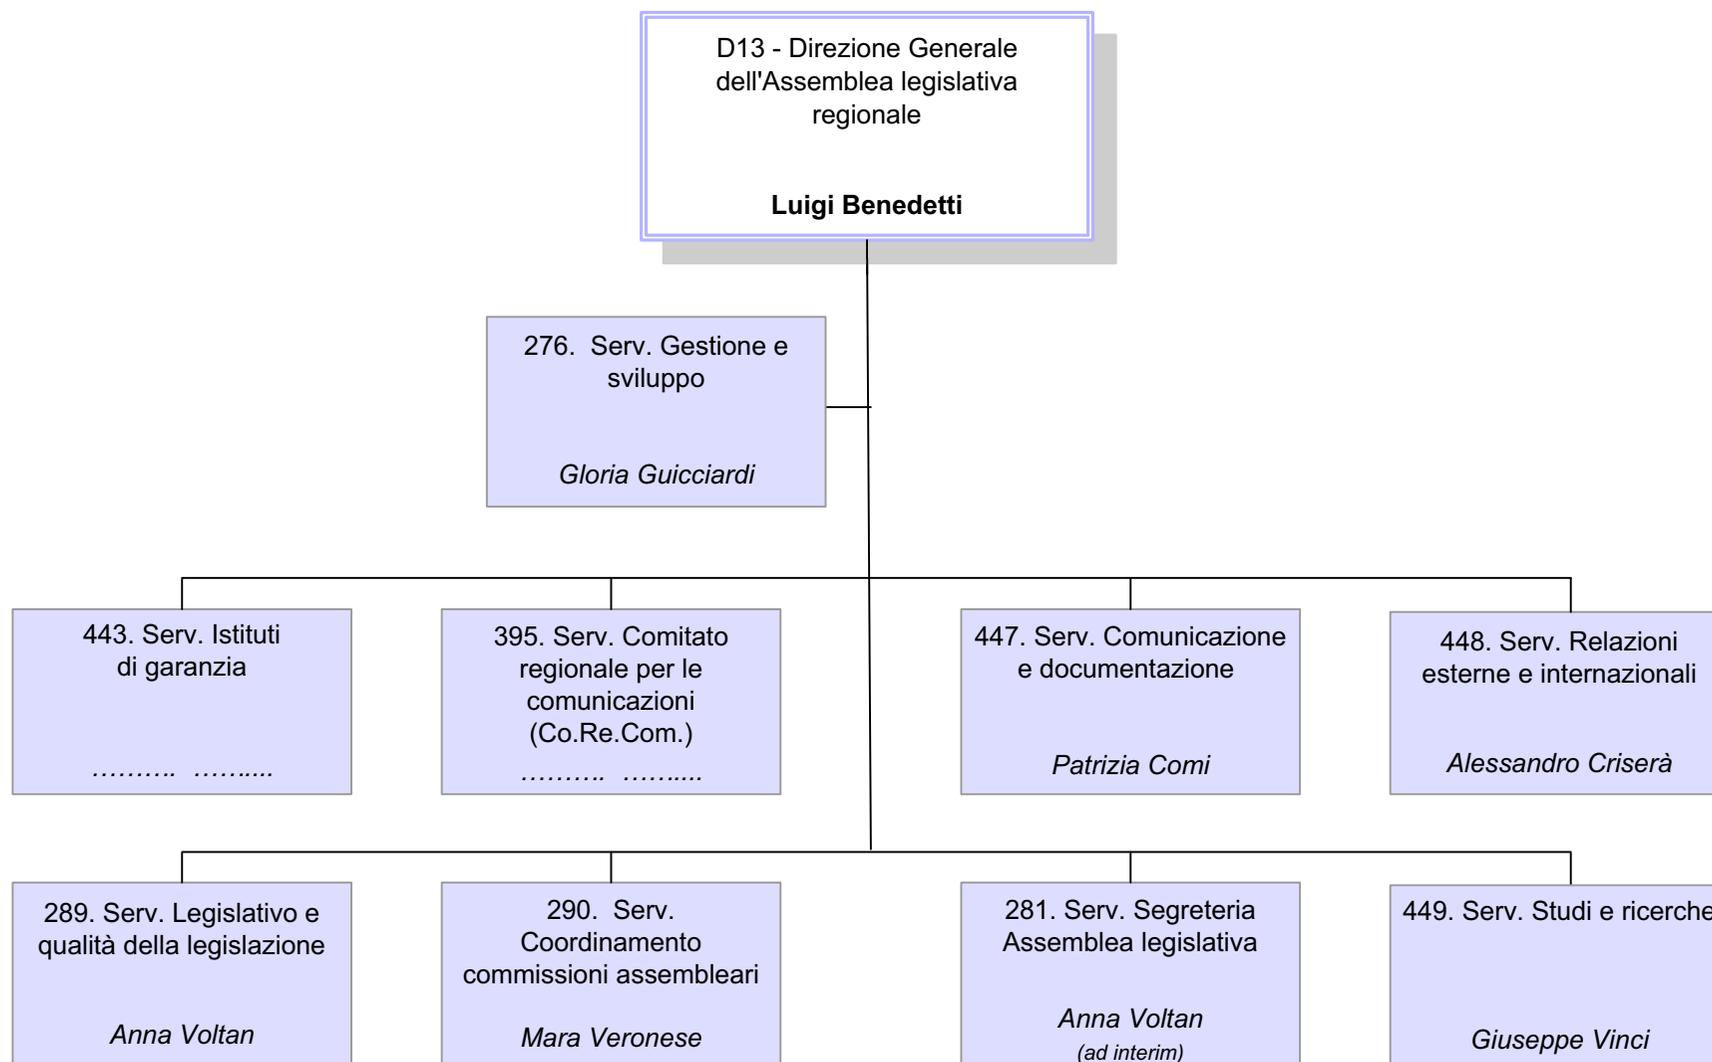 D13 - Direzione Generale
dell'Assemblea legislativa
regionale
Luigi Benedetti
276.  Serv. Gestione e
sviluppo
Gloria Guicciardi
443. Serv. Istituti
di garanzia
……….  ……....
395. Serv. Comitato
regionale per le
comunicazioni
(Co.Re.Com.)
……….  ……....
447. Serv. Comunicazione
e documentazione
Patrizia Comi
448. Serv. Relazioni
esterne e internazionali
Alessandro Criserà
289. Serv. Legislativo e
qualità della legislazione
Anna Voltan
290.  Serv.
Coordinamento
commissioni assembleari
Mara Veronese
281. Serv. Segreteria
Assemblea legislativa
Anna Voltan
(ad interim)
449. Serv. Studi e ricerche
Giuseppe Vinci